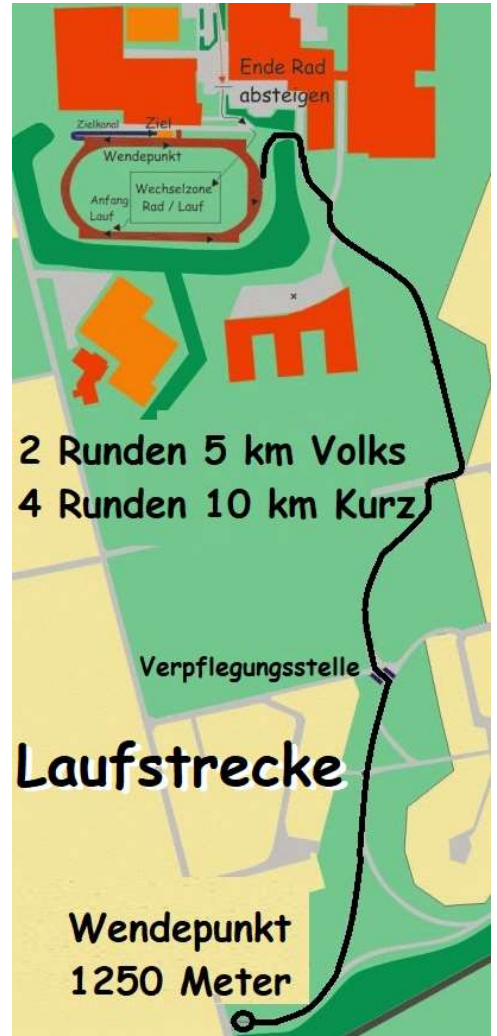 Ende Rad
absteigen
Zielkanal
Ziel
Wendepunkt
Wechselzone
Rad / Lauf
Anfang
Lauf
x
2 Runden 5 km Volks
4 Runden 10 km Kurz
Verpflegungsstelle
Laufstrecke
Wendepunkt
1250 Meter